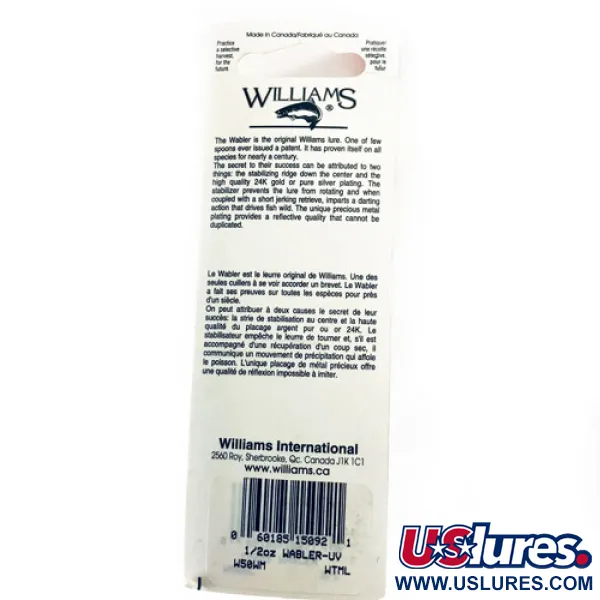 Made in Canada/Fabriqué au Canada
Practice
a selective
harvest,
for the
future
Pratiquer
une récolte
sélective,
pour le
futur
WILLIAMS
®
The Wabler is the original Williams lure. One of few
spoons ever issued a patent. It has proven itself on all
species for nearly a century.
The secret to their success can be attributed to two
things: the stabilizing ridge down the center and the
high quality 24K gold or pure silver plating. The
stabilizer prevents the lure from rotating and when
coupled with a short jerking retrieve, imparts a darting
action that drives fish wild. The unique precious metal
plating provides a reflective quality that cannot be
duplicated.
Le Wabler est le leurre original de Williams. Une des
seules cuillers à se voir accorder un brevet. Le Wabler
a fait ses preuves sur toutes les espèces pour près
d'un siècle.
On peut attribuer à deux causes le secret de leur
succès: la strie de stabilisation au centre et la haute
qualité du placage argent pur ou or 24K. Le
stabilisateur empêche le leurre de tourner et, s'il est
accompagné d'une récupération d'un coup sec, il
communique un mouvement de précipitation qui affole
le poisson. L'unique placage de métal précieux offre
une qualité de réflexion impossible à imiter.
Williams International
2560 Roy, Sherbrooke, Qc. Canada J1K 1C1
www.williams.ca
0 60185 15092 1
1/2oz WABLER-UV
W50WM WTML
USlures.
WWW.USLURES.COM